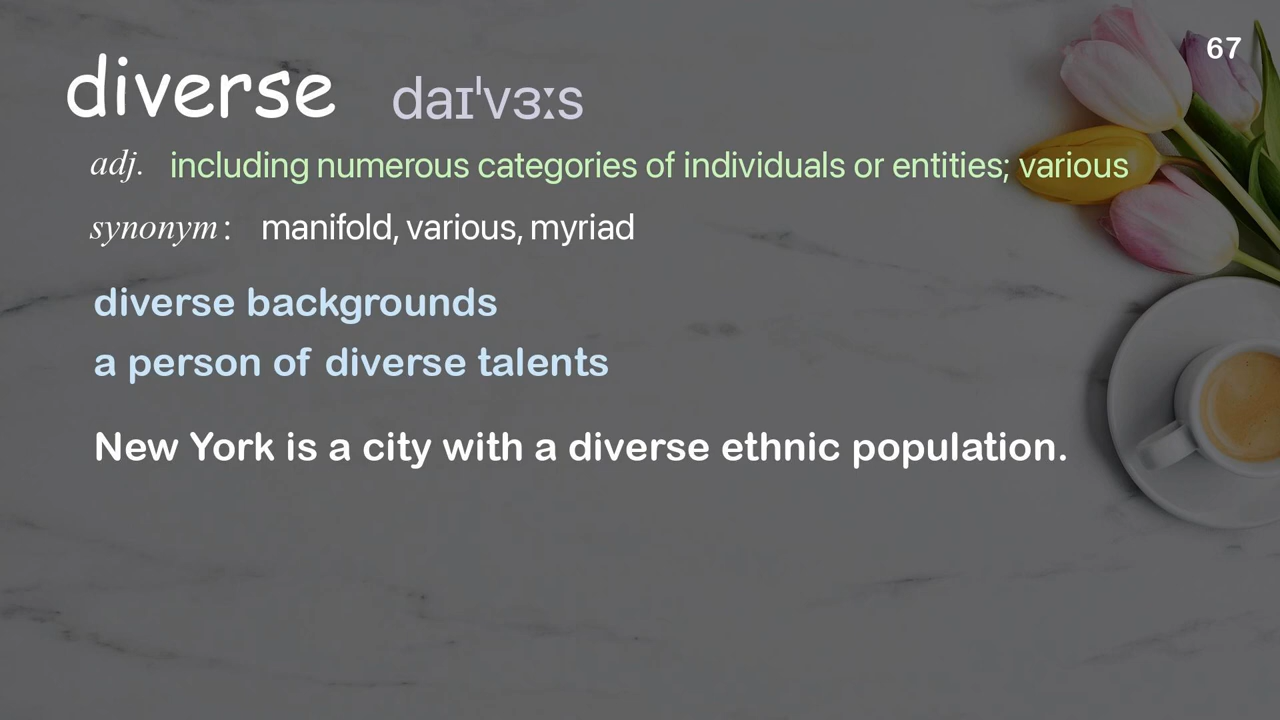 67
diverse daɪˈvɜːs
adj. including numerous categories of individuals or entities; various
synonym: manifold, various, myriad
diverse backgrounds
a person of diverse talents
New York is a city with a diverse ethnic population.